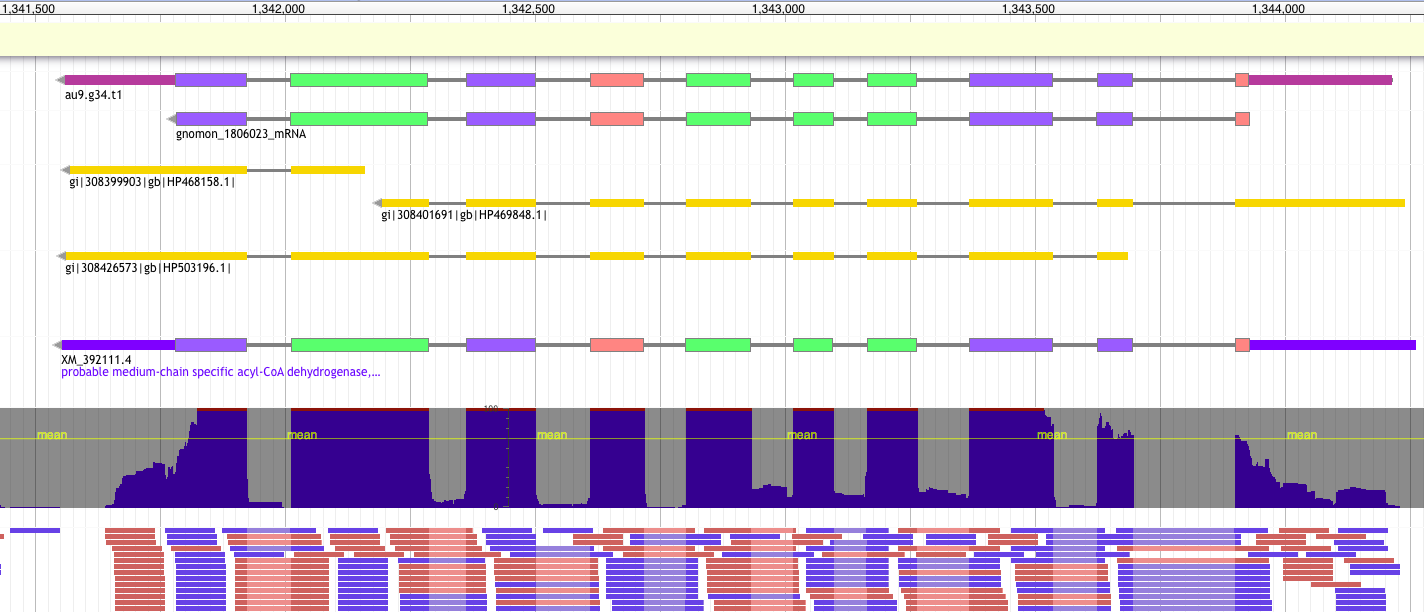 1,341,500 1,342,000 1,342,500 1,343,000 1,343,500 1,344,000
au9.g34.t1
gnomon_1806023_mRNA
gi|308399903|gb|HP468158.1|
gi|308401691|gb|HP469848.1|
gi|308426573|gb|HP503196.1|
XM_392111.4
probable medium-chain specific acyl-CoA dehydrogenase,...
100
mean mean mean mean mean mean
0